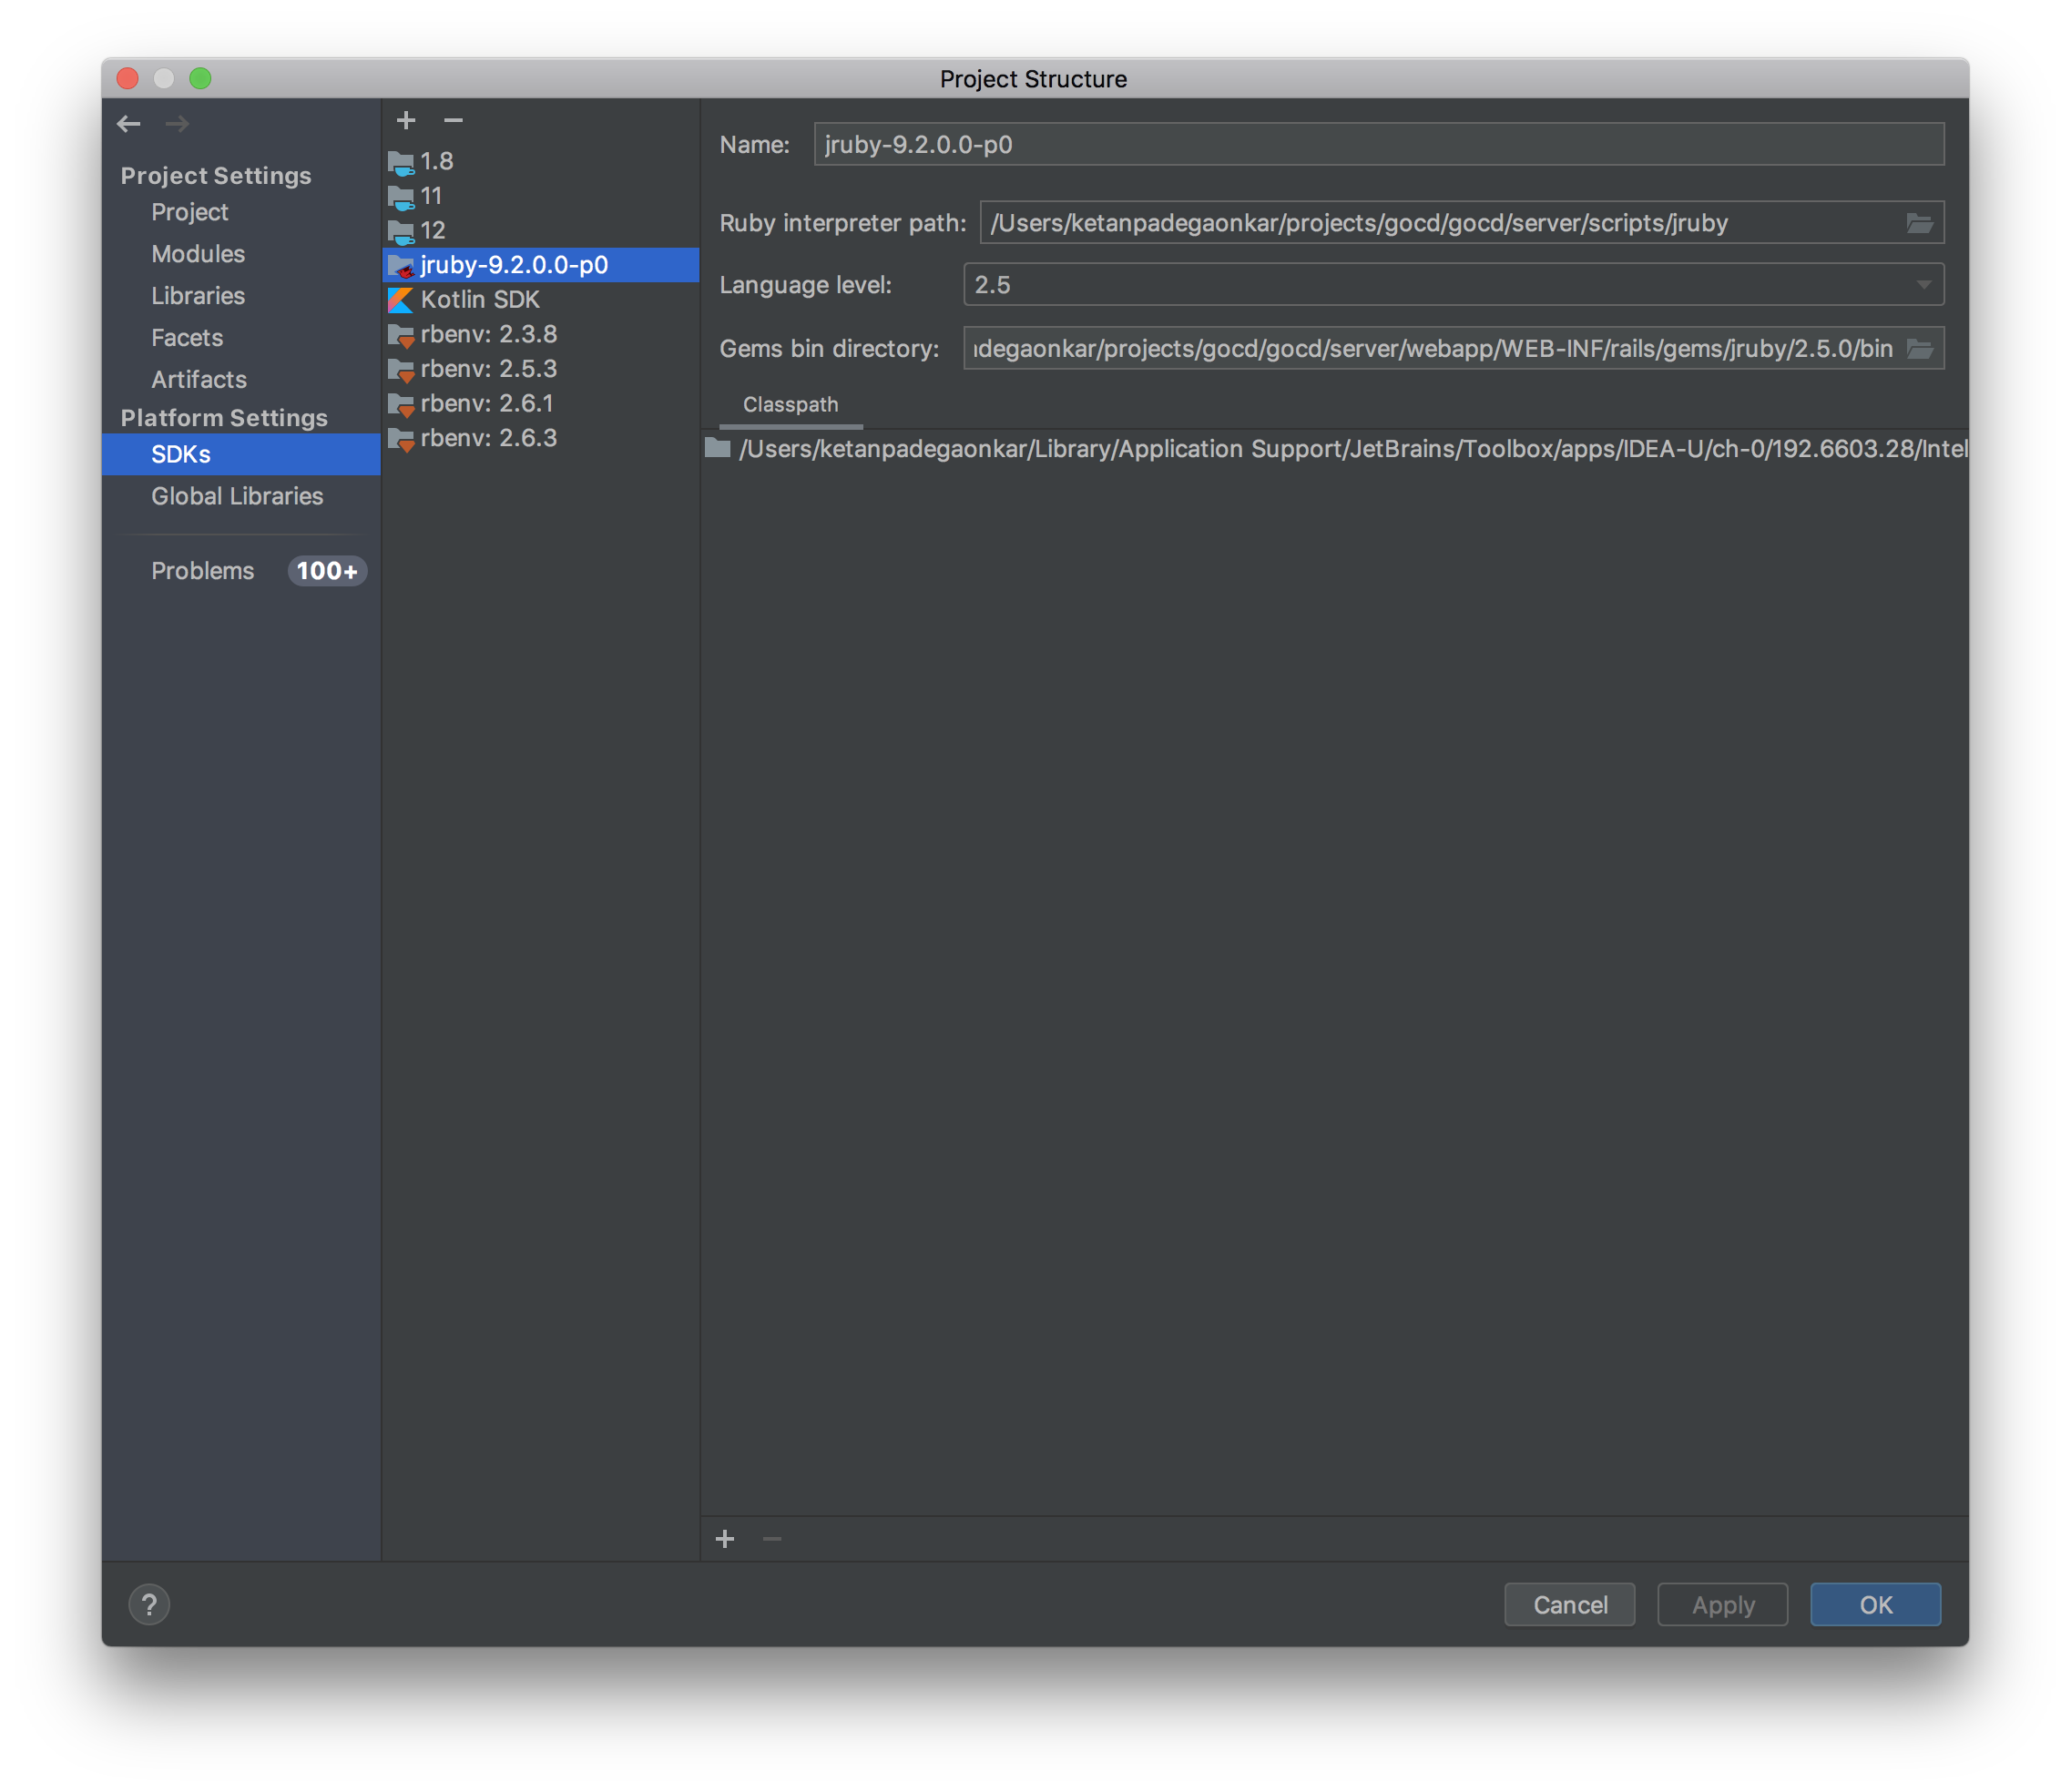 Project Structure
Project Settings
Project
Modules
Libraries
Facets
Artifacts
Platform Settings
SDKs
Global Libraries
Problems 100+
1.8
11
12
jruby-9.2.0.0-p0
Kotlin SDK
rbenv: 2.3.8
rbenv: 2.5.3
rbenv: 2.6.1
rbenv: 2.6.3
Name: jruby-9.2.0.0-p0
Ruby interpreter path: /Users/ketanpadegaonkar/projects/gocd/gocd/server/scripts/jruby
Language level: 2.5
Gems bin directory: adegaonkar/projects/gocd/gocd/server/webapp/WEB-INF/rails/gems/jruby/2.5.0/bin
Classpath
/Users/ketanpadegaonkar/Library/Application Support/JetBrains/Toolbox/apps/IDEA-U/ch-0/192.6603.28/Intel
?
Cancel Apply OK